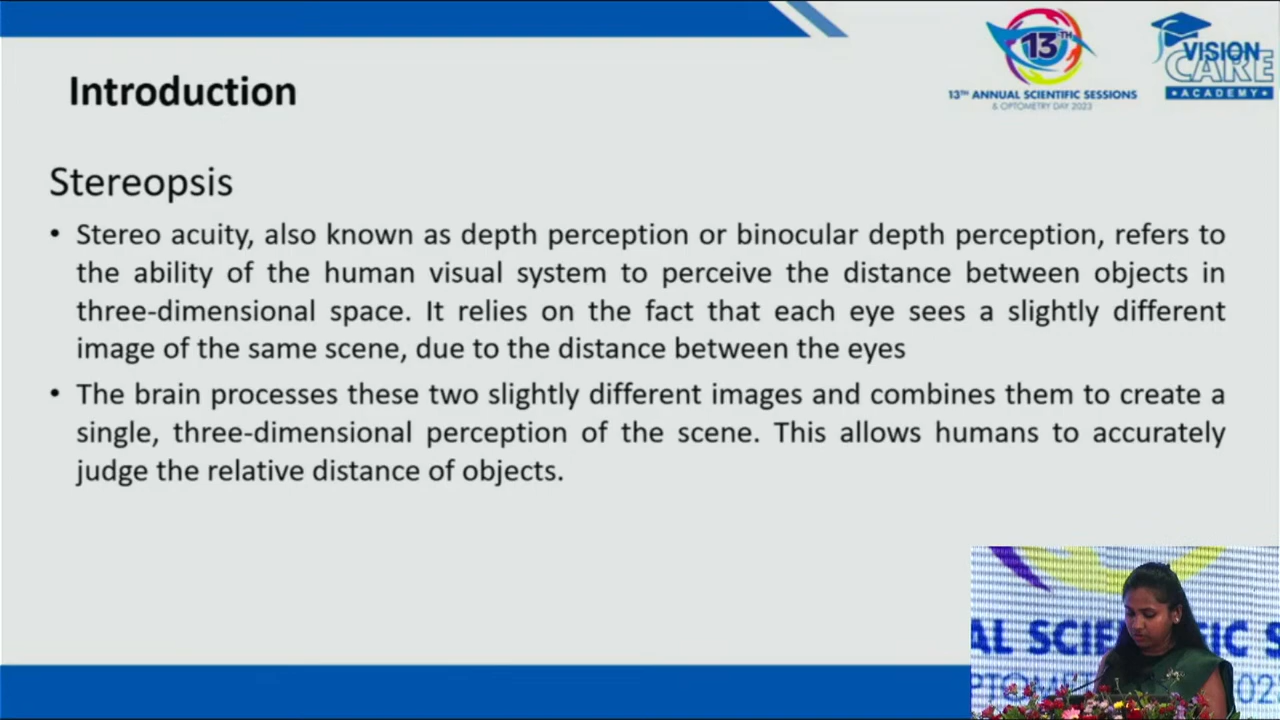 Introduction
13TH
13TH ANNUAL SCIENTIFIC SESSIONS
& OPTOMETRY DAY 2023
VISION
CARE
ACADEMY
Stereopsis
• Stereo acuity, also known as depth perception or binocular depth perception, refers to
the ability of the human visual system to perceive the distance between objects in
three-dimensional space. It relies on the fact that each eye sees a slightly different
image of the same scene, due to the distance between the eyes
• The brain processes these two slightly different images and combines them to create a
single, three-dimensional perception of the scene. This allows humans to accurately
judge the relative distance of objects.
AL SCIE IC S